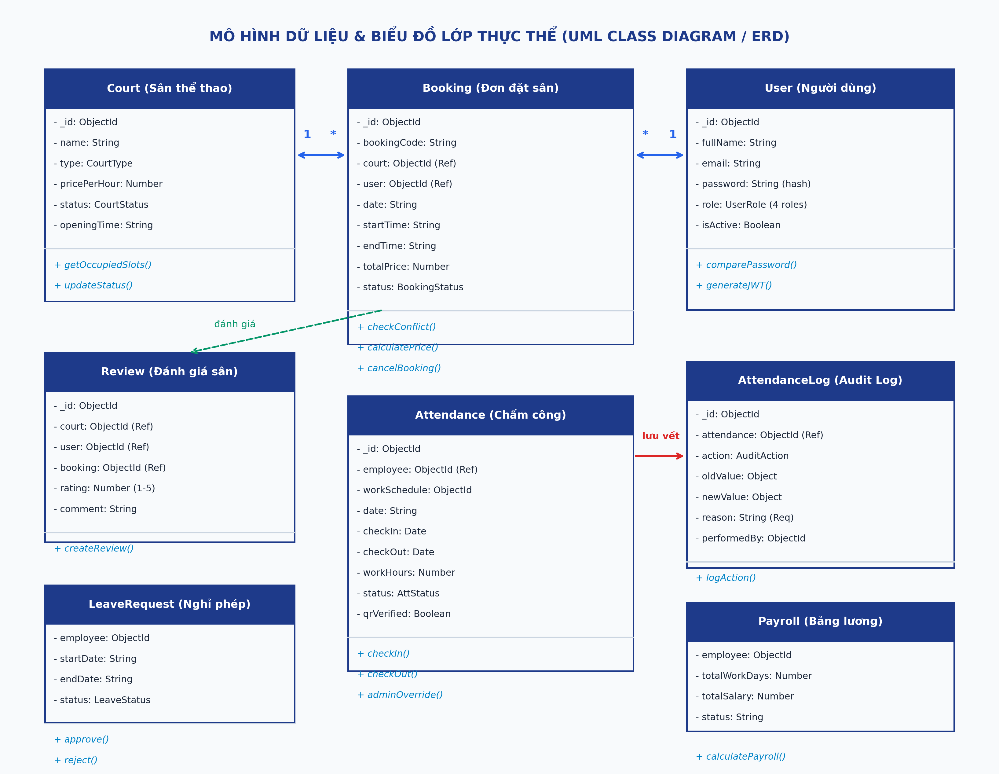 MÔ HÌNH DỮ LIỆU & BIỂU ĐỒ LỚP THỰC THỂ (UML CLASS DIAGRAM / ERD)
Court (Sân thể thao)
- _id: ObjectId
- name: String
- type: CourtType
- pricePerHour: Number
- status: CourtStatus
- openingTime: String
+ getOccupiedSlots()
+ updateStatus()
1 *
Booking (Đơn đặt sân)
- _id: ObjectId
- bookingCode: String
- court: ObjectId (Ref)
- user: ObjectId (Ref)
- date: String
- startTime: String
- endTime: String
- totalPrice: Number
- status: BookingStatus
+ checkConflict()
+ calculatePrice()
+ cancelBooking()
* 1
User (Người dùng)
- _id: ObjectId
- fullName: String
- email: String
- password: String (hash)
- role: UserRole (4 roles)
- isActive: Boolean
+ comparePassword()
+ generateJWT()
đánh giá
Review (Đánh giá sân)
- _id: ObjectId
- court: ObjectId (Ref)
- user: ObjectId (Ref)
- booking: ObjectId (Ref)
- rating: Number (1-5)
- comment: String
+ createReview()
Attendance (Chấm công)
- _id: ObjectId
- employee: ObjectId (Ref)
- workSchedule: ObjectId
- date: String
- checkIn: Date
- checkOut: Date
- workHours: Number
- status: AttStatus
- qrVerified: Boolean
+ checkIn()
+ checkOut()
+ adminOverride()
lưu vết
AttendanceLog (Audit Log)
- _id: ObjectId
- attendance: ObjectId (Ref)
- action: AuditAction
- oldValue: Object
- newValue: Object
- reason: String (Req)
- performedBy: ObjectId
+ logAction()
LeaveRequest (Nghỉ phép)
- employee: ObjectId
- startDate: String
- endDate: String
- status: LeaveStatus
+ approve()
+ reject()
Payroll (Bảng lương)
- employee: ObjectId
- totalWorkDays: Number
- totalSalary: Number
- status: String
+ calculatePayroll()